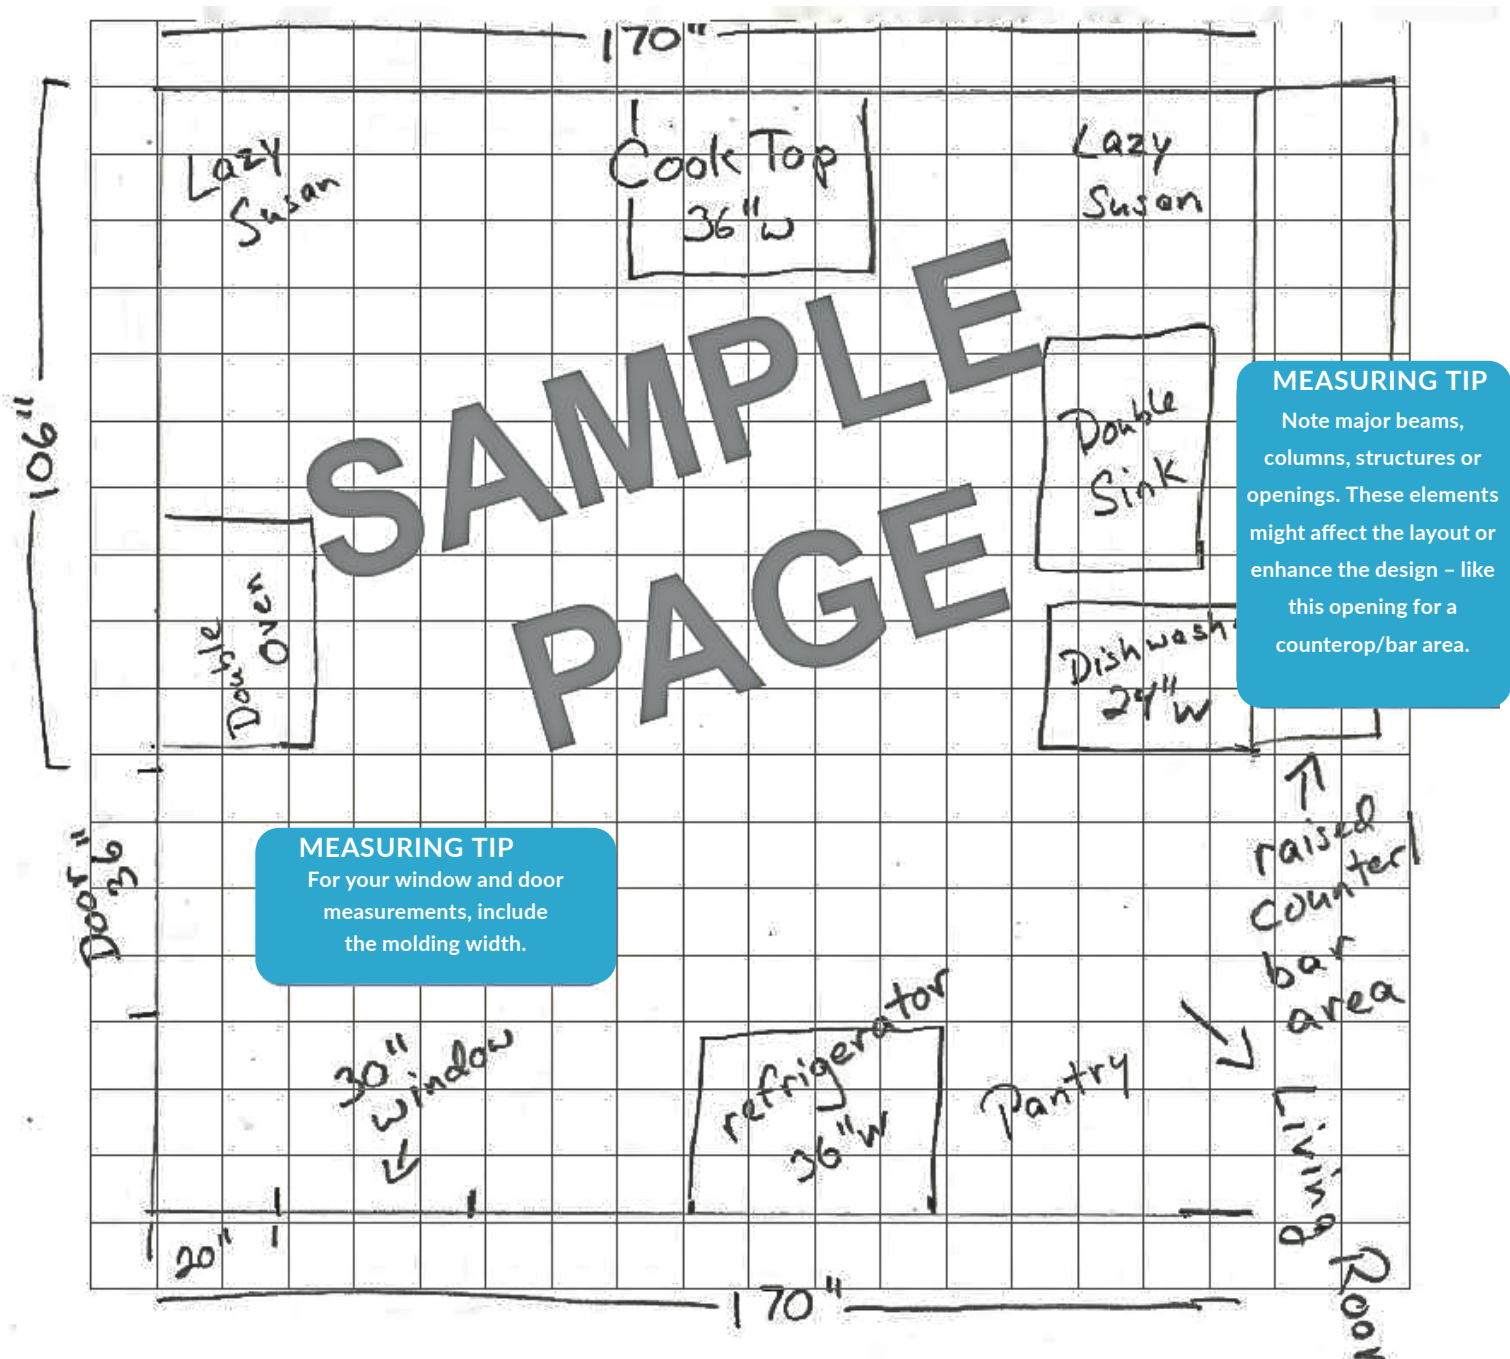 170"
Lazy
Susan
Cook Top
36"W
Lazy
Susan
106"
SAMPLE
PAGE
Double
Sink
MEASURING TIP
Note major beams,
columns, structures or
openings. These elements
might affect the layout or
enhance the design – like
this opening for a
counterop/bar area.
Double
Oven
Dishwash
24"W
Door
36"
MEASURING TIP
For your window and door
measurements, include
the molding width.
raised
counter/
bar
area
30"
window
refrigerator
36"W
Pantry
Living
Room
20"
170"